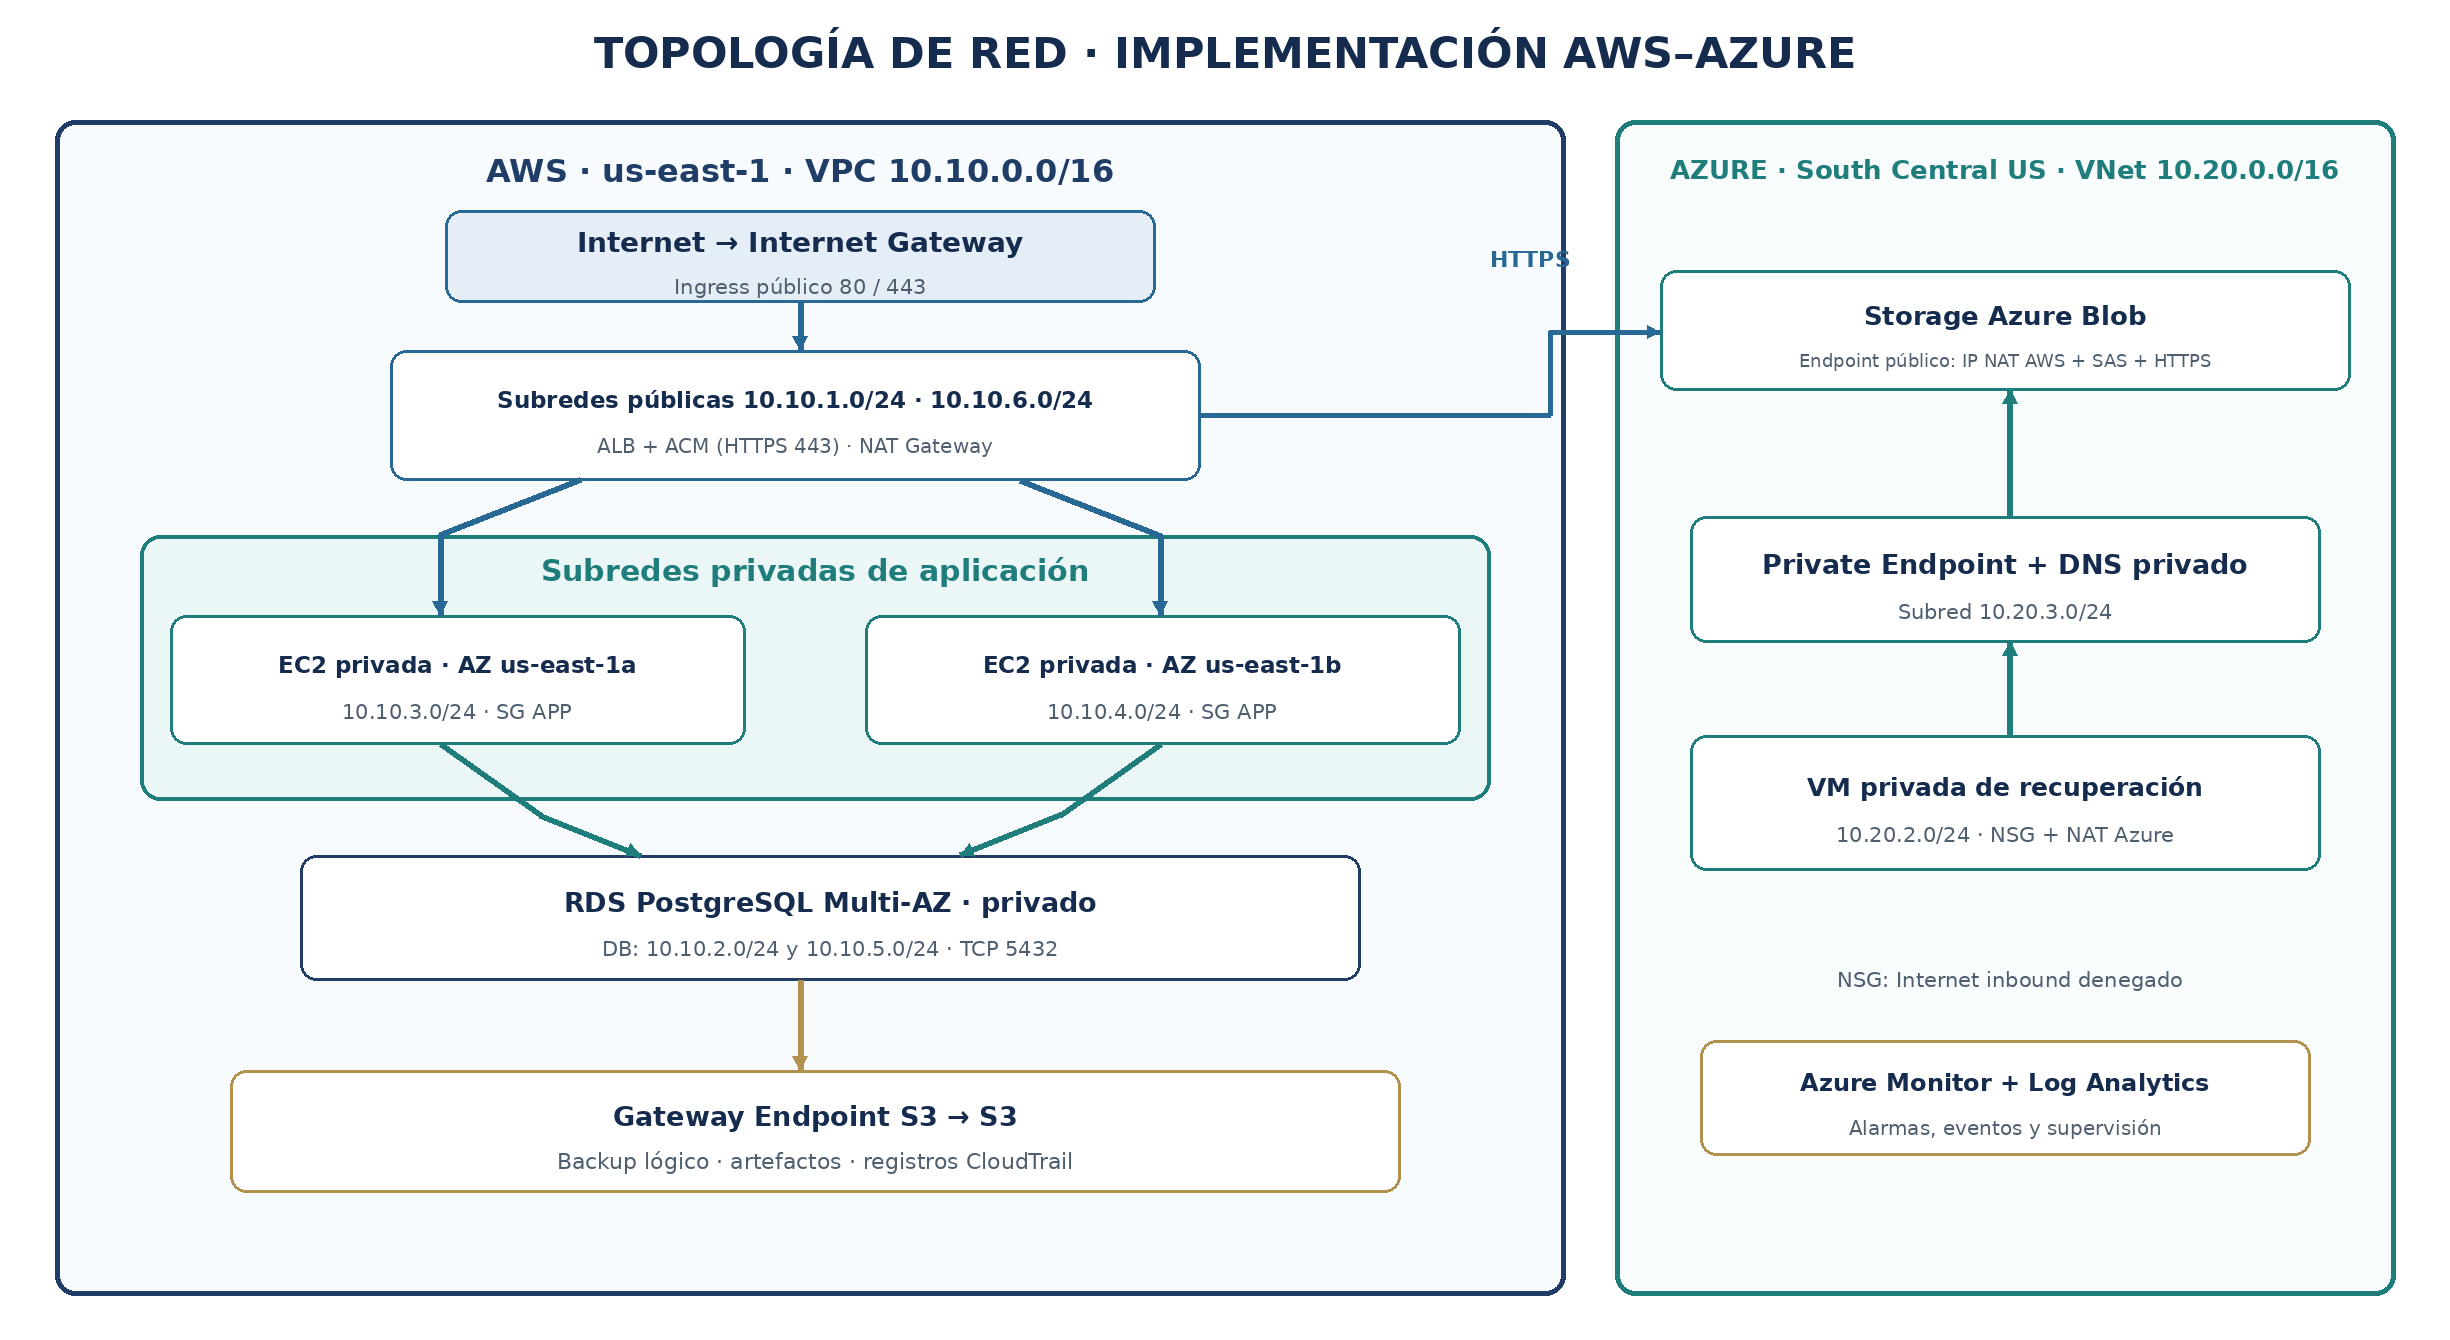 TOPOLOGÍA DE RED · IMPLEMENTACIÓN AWS–AZURE
AWS · us-east-1 · VPC 10.10.0.0/16
Internet → Internet Gateway
Ingress público 80 / 443
Subredes públicas 10.10.1.0/24 · 10.10.6.0/24
ALB + ACM (HTTPS 443) · NAT Gateway
HTTPS
Subredes privadas de aplicación
EC2 privada · AZ us-east-1a
10.10.3.0/24 · SG APP
EC2 privada · AZ us-east-1b
10.10.4.0/24 · SG APP
RDS PostgreSQL Multi-AZ · privado
DB: 10.10.2.0/24 y 10.10.5.0/24 · TCP 5432
Gateway Endpoint S3 → S3
Backup lógico · artefactos · registros CloudTrail
AZURE · South Central US · VNet 10.20.0.0/16
Storage Azure Blob
Endpoint público: IP NAT AWS + SAS + HTTPS
Private Endpoint + DNS privado
Subred 10.20.3.0/24
VM privada de recuperación
10.20.2.0/24 · NSG + NAT Azure
NSG: Internet inbound denegado
Azure Monitor + Log Analytics
Alarmas, eventos y supervisión